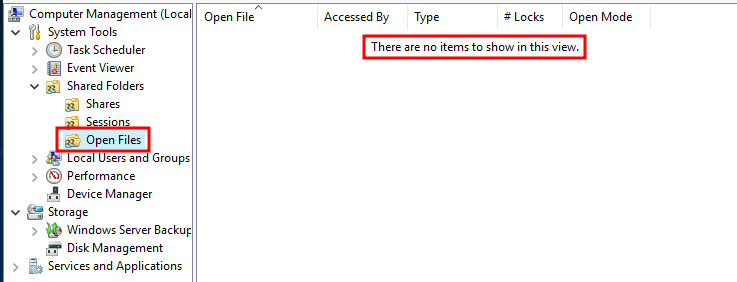 Computer Management (Local
System Tools
Task Scheduler
Event Viewer
Shared Folders
Shares
Sessions
Open Files
Local Users and Groups
Performance
Device Manager
Storage
Windows Server Backup
Disk Management
Services and Applications
Open File Accessed By Type # Locks Open Mode
There are no items to show in this view.